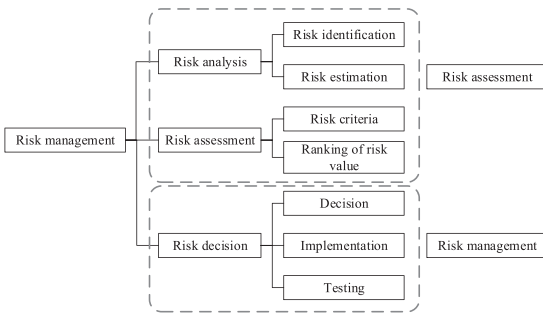 Risk identification
Risk analysis
Risk estimation
Risk assessment
Risk criteria
Risk management
Risk assessment
Ranking of risk
value
Decision
Risk decision
Implementation
Risk management
Testing